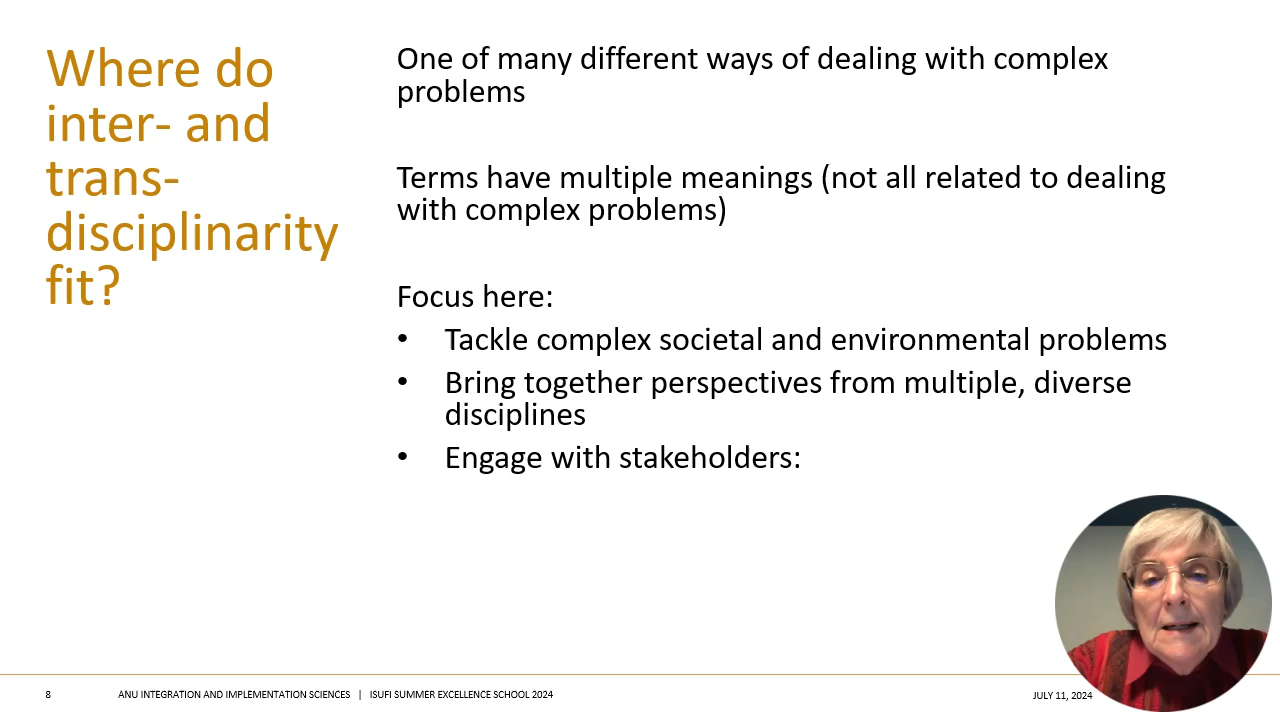 Where do
inter- and
trans-
disciplinarity
fit?
One of many different ways of dealing with complex
problems
Terms have multiple meanings (not all related to dealing
with complex problems)
Focus here:
• Tackle complex societal and environmental problems
• Bring together perspectives from multiple, diverse
disciplines
• Engage with stakeholders:
8 ANU INTEGRATION AND IMPLEMENTATION SCIENCES | ISUFI SUMMER EXCELLENCE SCHOOL 2024 JULY 11, 2024